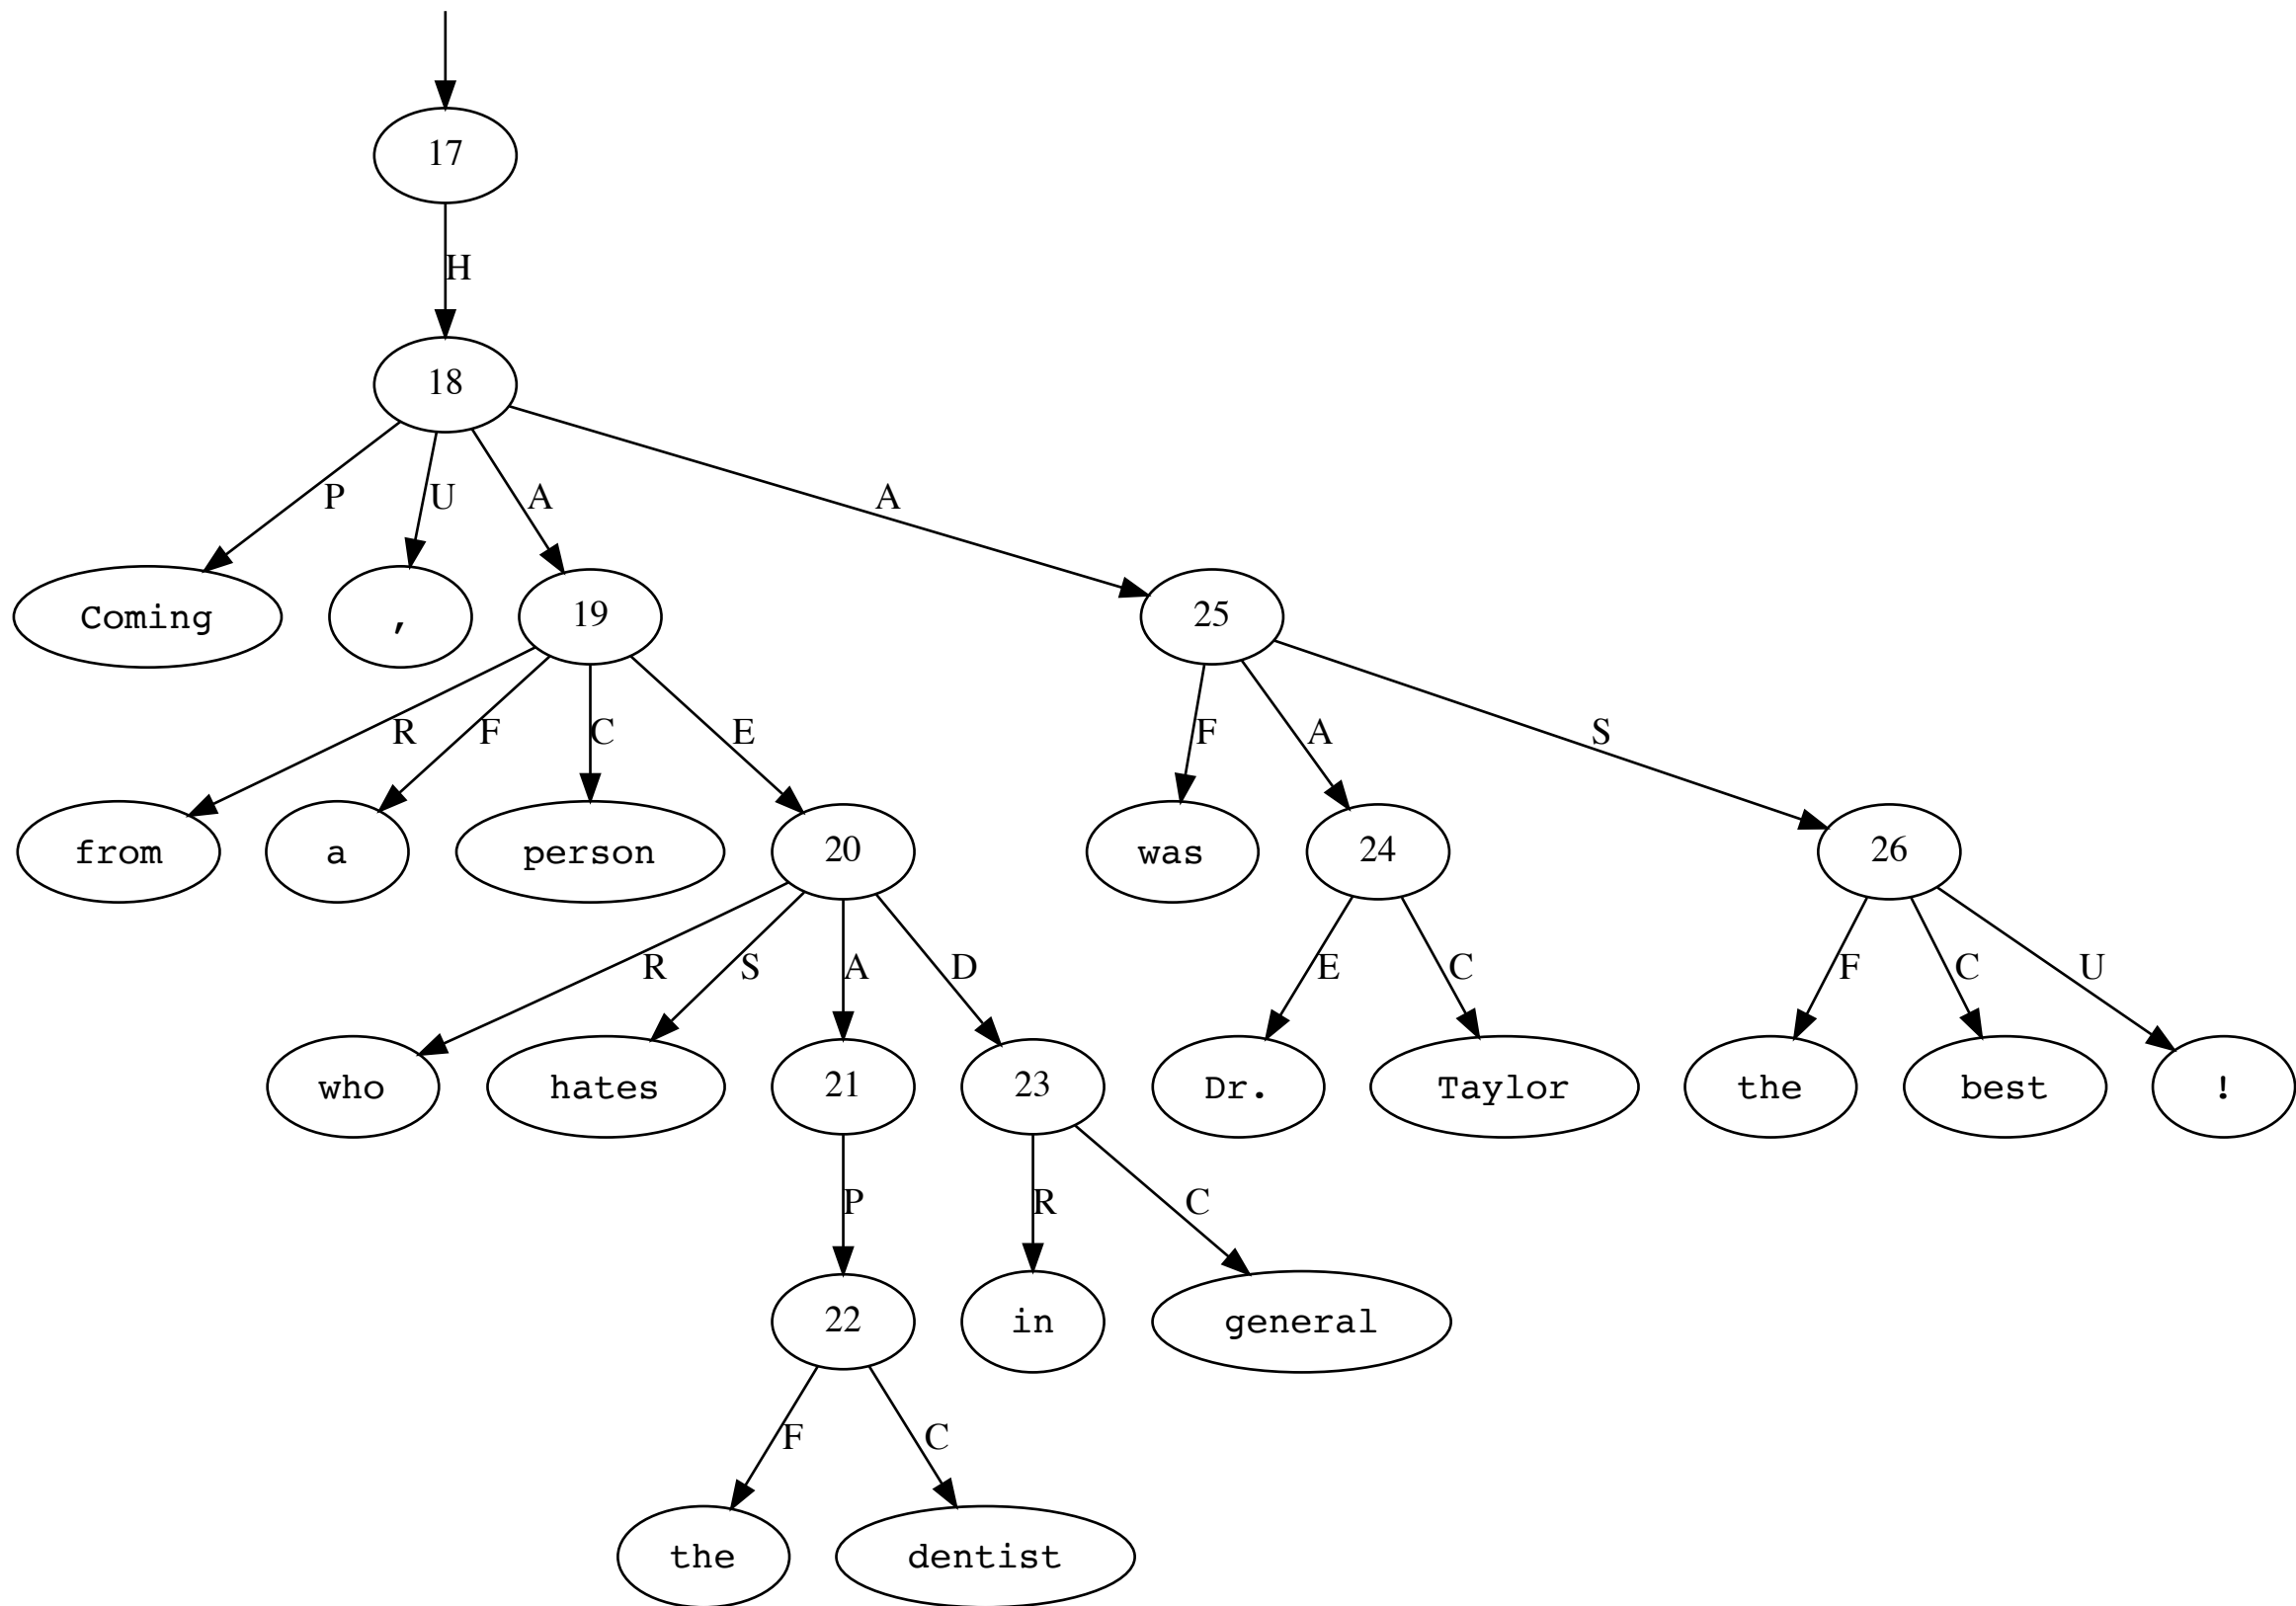 17
H
18
P U A A
Coming , 19 25
R F C E F A S
from a person 20 was 24 26
R S A D E C F C U
who hates 21 23 Dr. Taylor the best !
P R C
22 in general
F C
the dentist